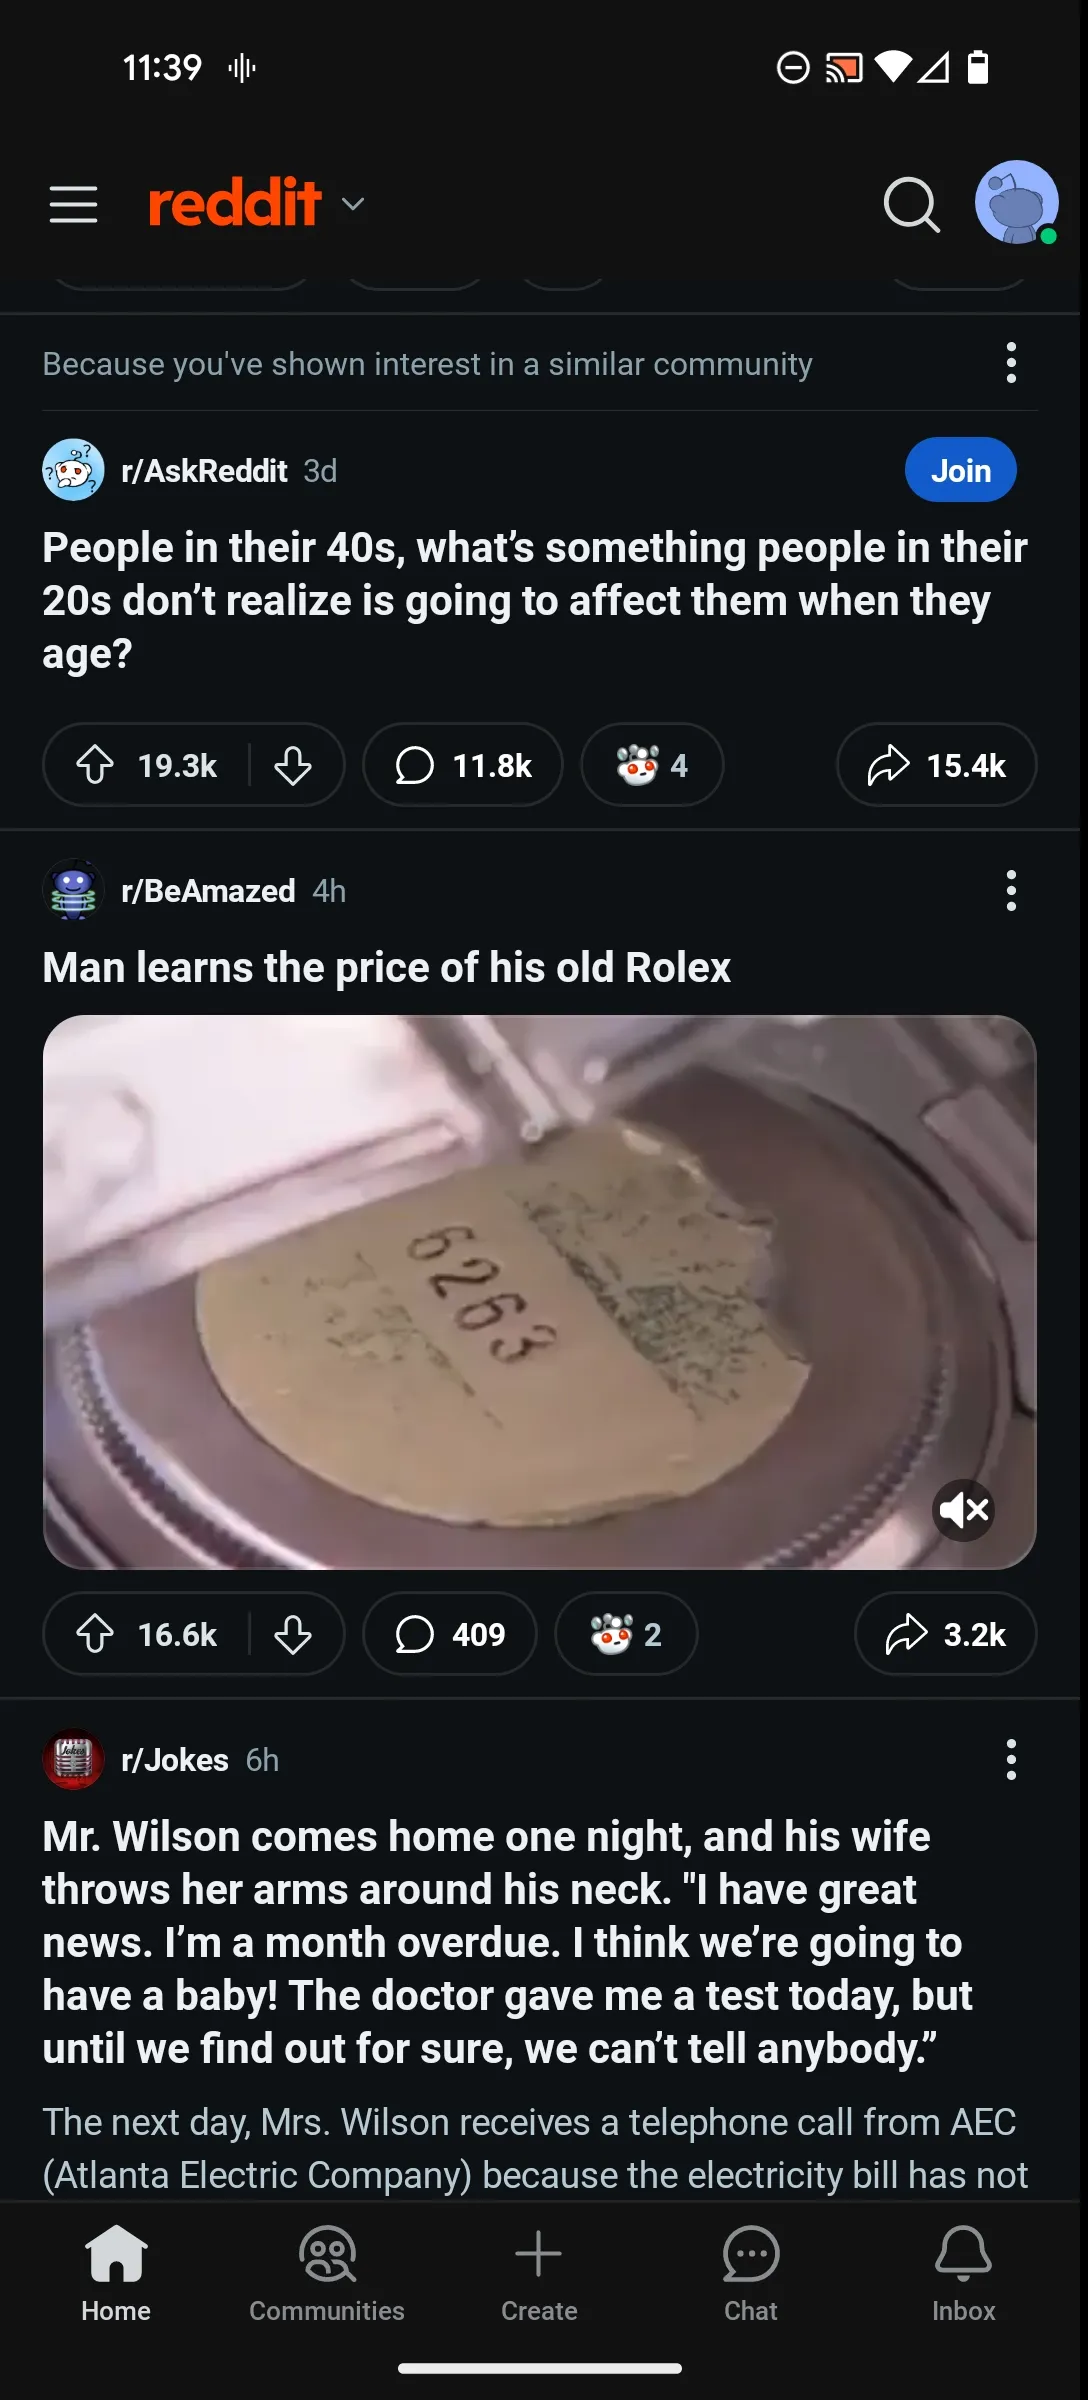 11:39
reddit
Because you've shown interest in a similar community
r/AskReddit 3d
Join
People in their 40s, what’s something people in their
20s don’t realize is going to affect them when they
age?
19.3k
11.8k
4
15.4k
r/BeAmazed 4h
Man learns the price of his old Rolex
6263
16.6k
409
2
3.2k
Jokes
r/Jokes 6h
Mr. Wilson comes home one night, and his wife
throws her arms around his neck. "I have great
news. I’m a month overdue. I think we’re going to
have a baby! The doctor gave me a test today, but
until we find out for sure, we can’t tell anybody.”
The next day, Mrs. Wilson receives a telephone call from AEC
(Atlanta Electric Company) because the electricity bill has not
Home
Communities
Create
Chat
Inbox